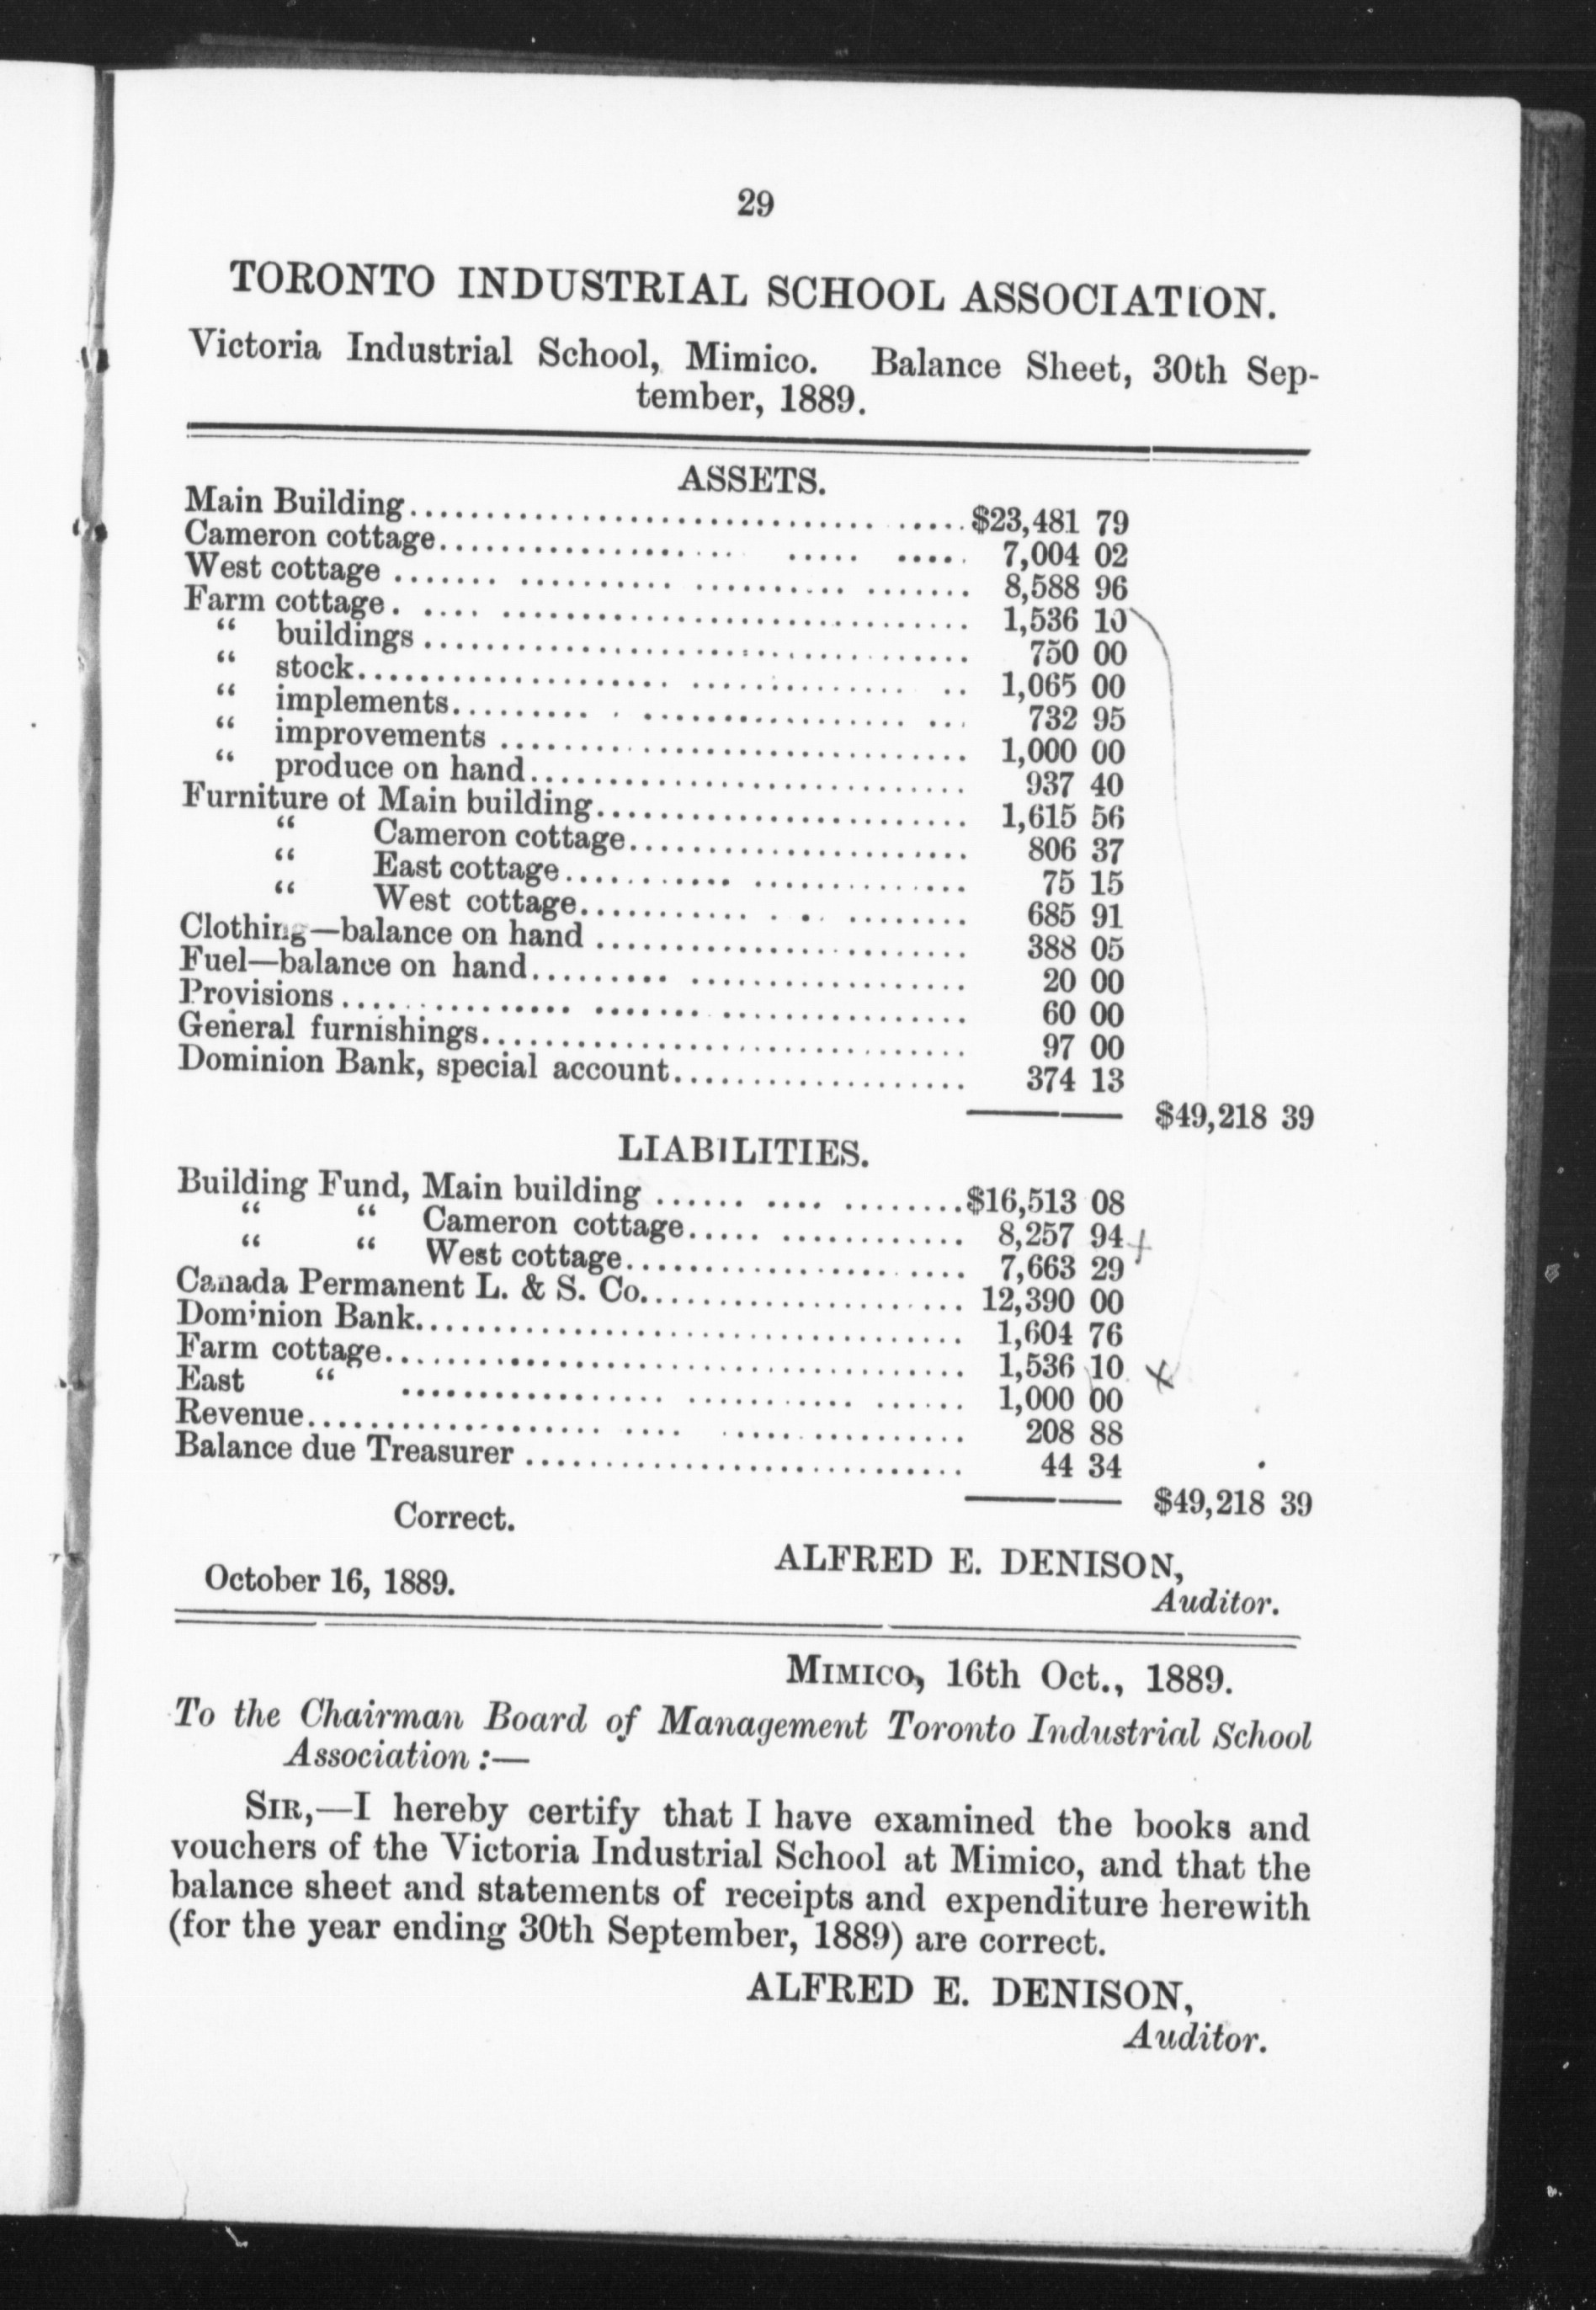 29
TORONTO INDUSTRIAL SCHOOL ASSOCIATION.
Victoria Industrial School, Mimico. Balance Sheet, 30th Sep-
tember, 1889.
ASSETS.
Main Building........................................$23,481 79
Cameron cottage........................................ 7,004 02
West cottage ........................................ 8,588 96
Farm cottage........................................ 1,536 10
“ buildings ........................................ 750 00
“ stock........................................ 1,065 00
“ implements........................................ 732 95
“ improvements ........................................ 1,000 00
“ produce on hand........................................ 937 40
Furniture of Main building............................ 1,615 56
“ Cameron cottage............................ 806 37
“ East cottage............................ 75 15
“ West cottage............................ 685 91
Clothing—balance on hand ............................ 388 05
Fuel—balance on hand............................ 20 00
Provisions........................................ 60 00
General furnishings............................ 97 00
Dominion Bank, special account.................... 374 13
$49,218 39
LIABILITIES.
Building Fund, Main building ....................$16,513 08
“ “ Cameron cottage.................... 8,257 94
“ “ West cottage.................... 7,663 29
Canada Permanent L. & S. Co..................... 12,390 00
Dominion Bank............................ 1,604 76
Farm cottage............................ 1,536 10
East “ ............................ 1,000 00
Revenue............................ 208 88
Balance due Treasurer ............................ 44 34
$49,218 39
Correct.
ALFRED E. DENISON,
October 16, 1889.
Auditor.
MIMICO, 16th Oct., 1889.
To the Chairman Board of Management Toronto Industrial School
Association :—
SIR,—I hereby certify that I have examined the books and
vouchers of the Victoria Industrial School at Mimico, and that the
balance sheet and statements of receipts and expenditure herewith
(for the year ending 30th September, 1889) are correct.
ALFRED E. DENISON,
Auditor.